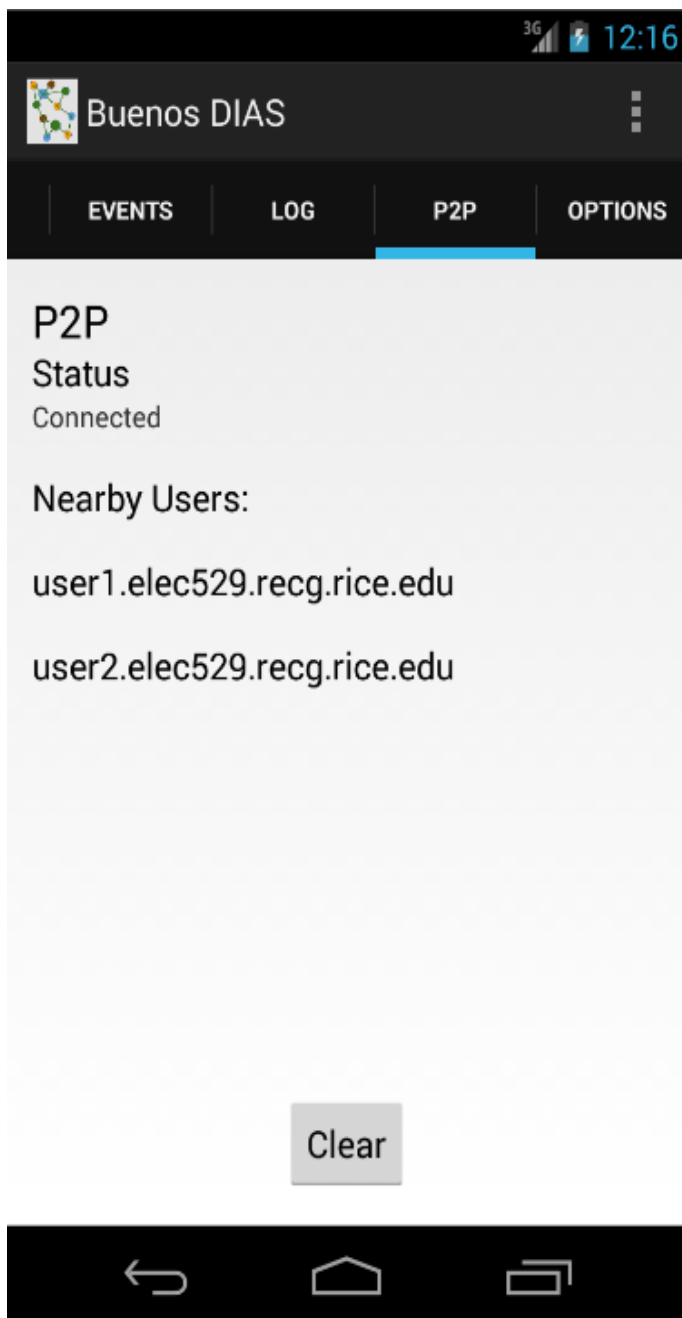 3G 12:16
Buenos DIAS
EVENTS LOG P2P OPTIONS
P2P
Status
Connected
Nearby Users:
user1.elec529.recg.rice.edu
user2.elec529.recg.rice.edu
Clear